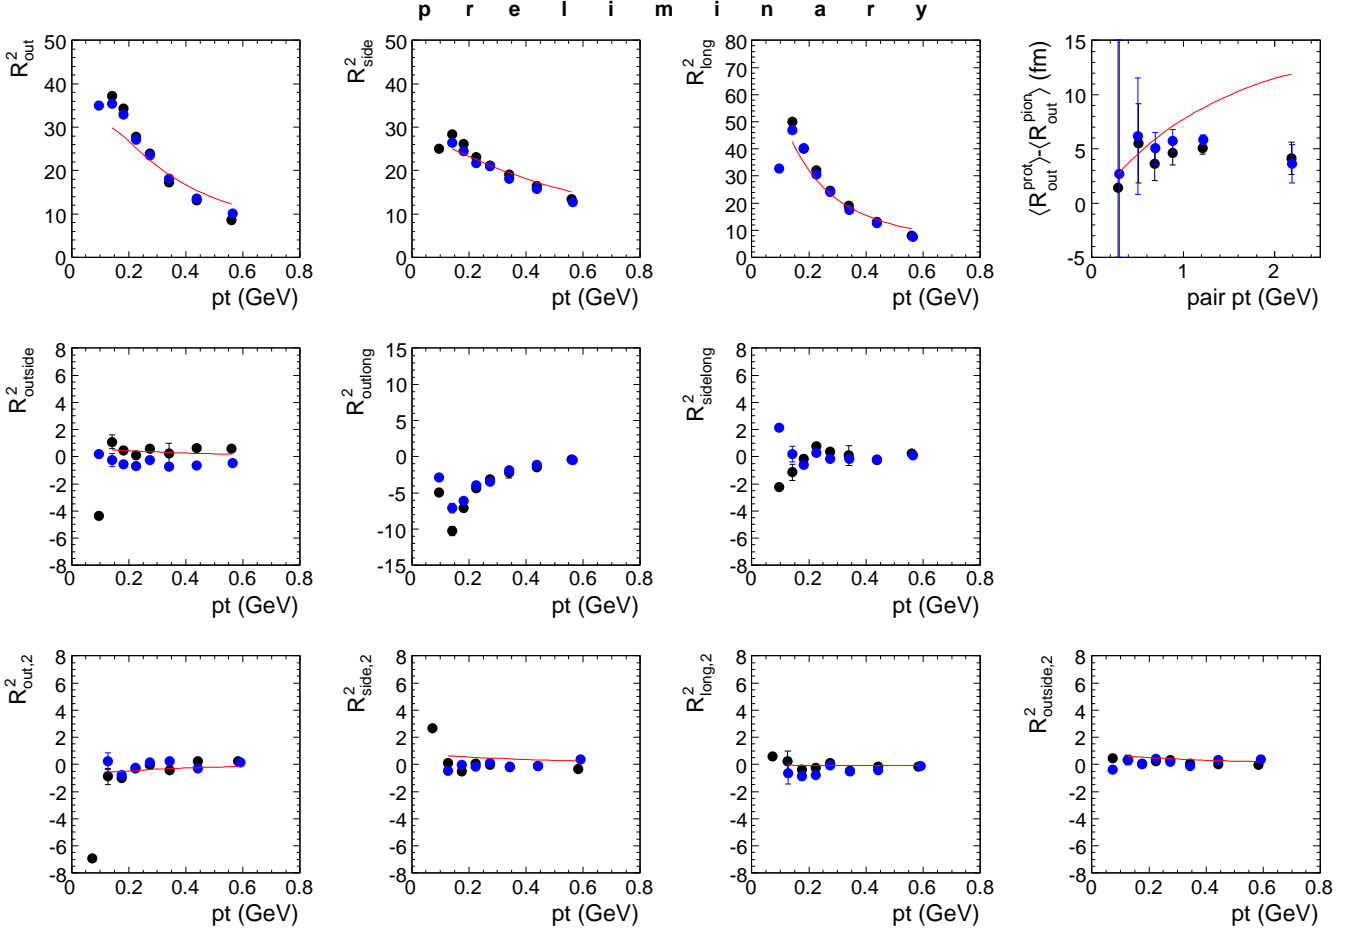 p r e l i m i n a r y
R²out
50
40
30
20
10
0
0 0.2 0.4 0.6 0.8
pt (GeV)
R²side
50
40
30
20
10
0
0 0.2 0.4 0.6 0.8
pt (GeV)
R²long
80
70
60
50
40
30
20
10
0
0 0.2 0.4 0.6 0.8
pt (GeV)
⟨R^prot_out⟩-⟨R^pion_out⟩ (fm)
15
10
5
0
-5
0 1 2
pair pt (GeV)
R²outside
8
6
4
2
0
-2
-4
-6
-8
0 0.2 0.4 0.6 0.8
pt (GeV)
R²outlong
15
10
5
0
-5
-10
-15
0 0.2 0.4 0.6 0.8
pt (GeV)
R²sidelong
8
6
4
2
0
-2
-4
-6
-8
0 0.2 0.4 0.6 0.8
pt (GeV)
R²out,2
8
6
4
2
0
-2
-4
-6
-8
0 0.2 0.4 0.6 0.8
pt (GeV)
R²side,2
8
6
4
2
0
-2
-4
-6
-8
0 0.2 0.4 0.6 0.8
pt (GeV)
R²long,2
8
6
4
2
0
-2
-4
-6
-8
0 0.2 0.4 0.6 0.8
pt (GeV)
R²outside,2
8
6
4
2
0
-2
-4
-6
-8
0 0.2 0.4 0.6 0.8
pt (GeV)